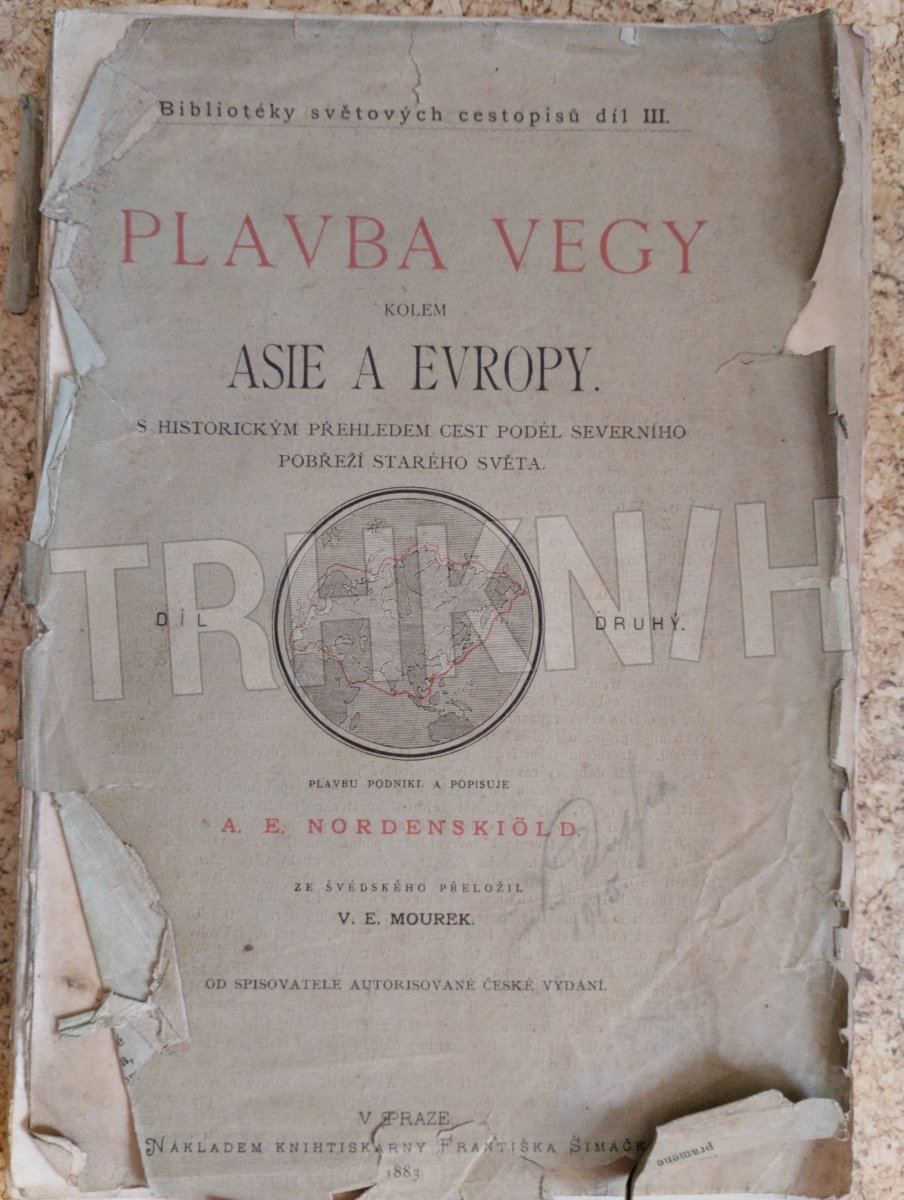 Bibliotéky světových cestopisů díl III.
PLAVBA VEGY
KOLEM
ASIE A EVROPY.
S HISTORICKÝM PŘEHLEDEM CEST PODÉL SEVERNÍHO
POBŘEŽÍ STARÉHO SVĚTA.
TRHKNIH
DÍL DRUHÝ.
PLAVBU PODNIKL A POPISUJE
A. E. NORDENSKIÖLD.
ZE ŠVÉDSKÉHO PŘELOŽIL
V. E. MOUREK.
OD SPISOVATELE AUTORISOVANÉ ČESKÉ VYDÁNÍ.
V PRAZE.
NÁKLADEM KNIHTISKÁRNY FRANTIŠKA ŠIMÁČK
1883
pramene